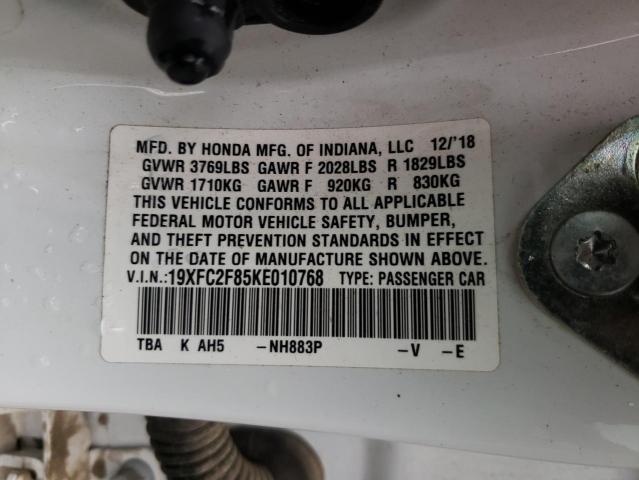 MFD. BY HONDA MFG. OF INDIANA, LLC 12/'18
GVWR 3769LBS GAWR F 2028LBS R 1829LBS
GVWR 1710KG GAWR F 920KG R 830KG
THIS VEHICLE CONFORMS TO ALL APPLICABLE
FEDERAL MOTOR VEHICLE SAFETY, BUMPER,
AND THEFT PREVENTION STANDARDS IN EFFECT
ON THE DATE OF MANUFACTURE SHOWN ABOVE.
V.I.N.: 19XFC2F85KE010768 TYPE: PASSENGER CAR
TBA K AH5 -NH883P -V -E